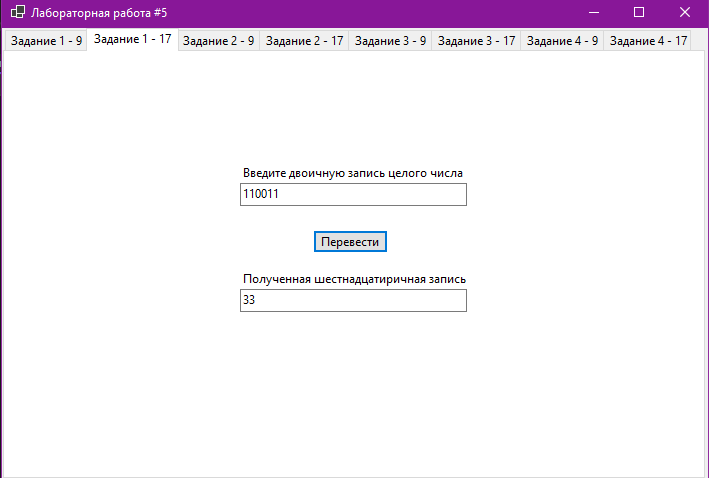 Лабораторная работа #5
Задание 1 - 9 Задание 1 - 17 Задание 2 - 9 Задание 2 - 17 Задание 3 - 9 Задание 3 - 17 Задание 4 - 9 Задание 4 - 17
Введите двоичную запись целого числа
110011
Перевести
Полученная шестнадцатиричная запись
33